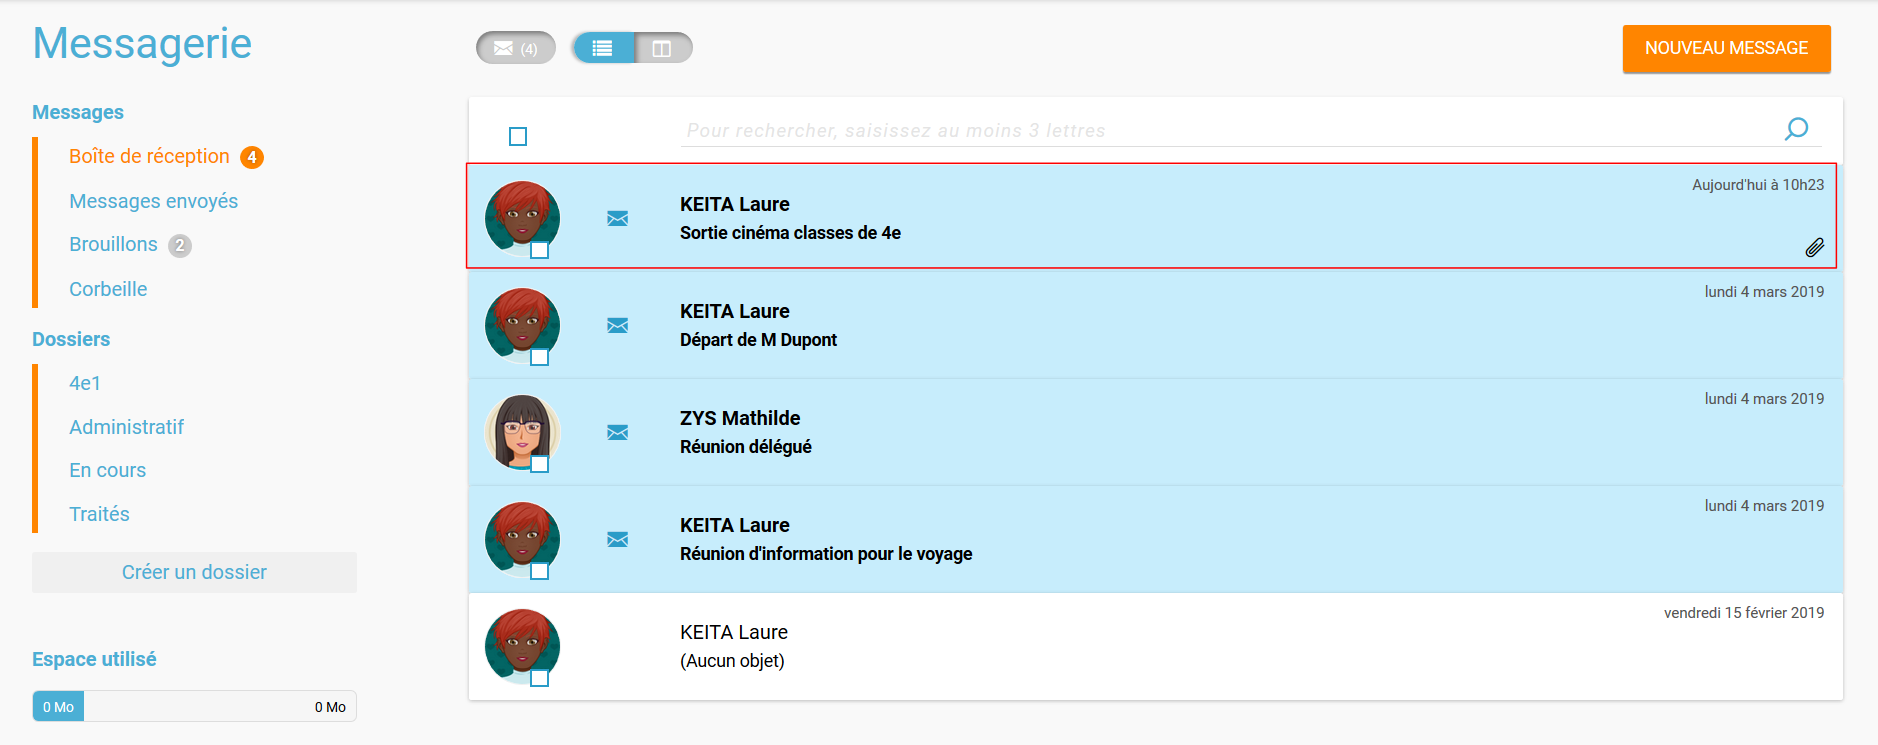 Messagerie
(4)
NOUVEAU MESSAGE
Messages
Boîte de réception 4
Messages envoyés
Brouillons 2
Corbeille
Dossiers
4e1
Administratif
En cours
Traités
Créer un dossier
Espace utilisé
0 Mo 0 Mo
Pour rechercher, saisissez au moins 3 lettres
Aujourd'hui à 10h23
KEITA Laure
Sortie cinéma classes de 4e
lundi 4 mars 2019
KEITA Laure
Départ de M Dupont
lundi 4 mars 2019
ZYS Mathilde
Réunion délégué
lundi 4 mars 2019
KEITA Laure
Réunion d'information pour le voyage
vendredi 15 février 2019
KEITA Laure
(Aucun objet)